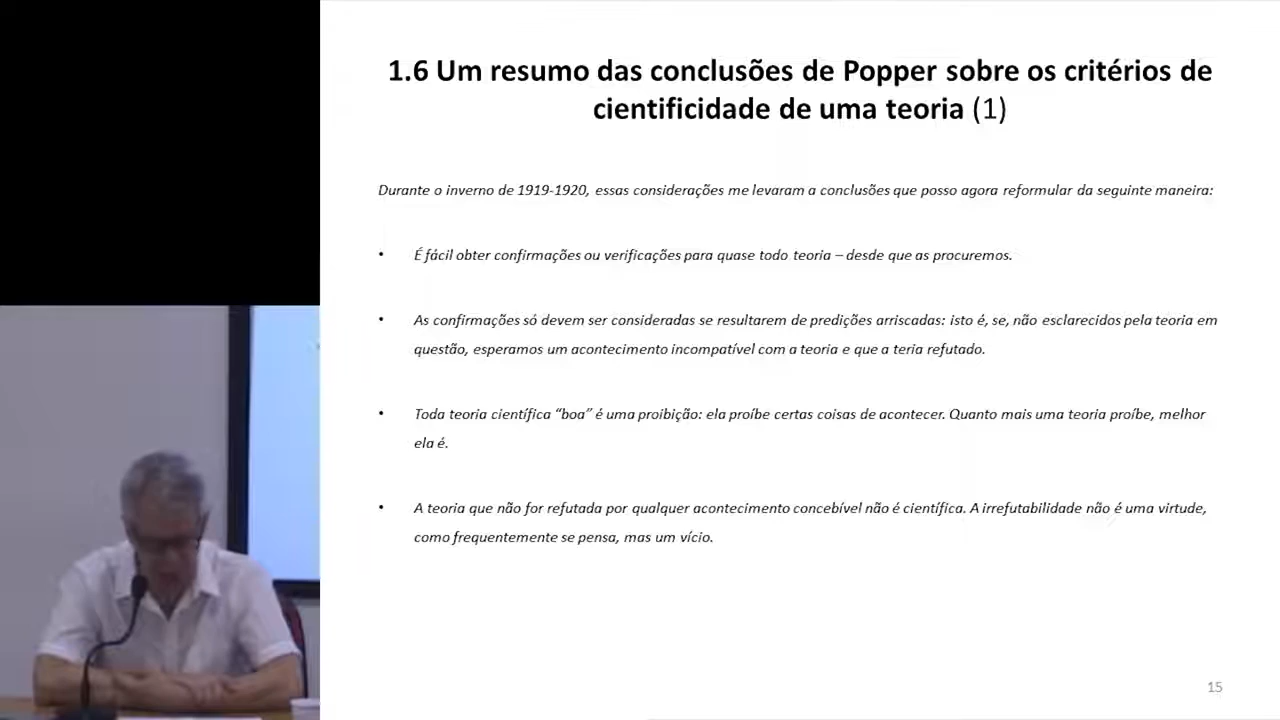 1.6 Um resumo das conclusões de Popper sobre os critérios de
cientificidade de uma teoria (1)
Durante o inverno de 1919-1920, essas considerações me levaram a conclusões que posso agora reformular da seguinte maneira:
• É fácil obter confirmações ou verificações para quase todo teoria – desde que as procuremos.
• As confirmações só devem ser consideradas se resultarem de predições arriscadas: isto é, se, não esclarecidos pela teoria em
questão, esperamos um acontecimento incompatível com a teoria e que a teria refutado.
• Toda teoria científica “boa” é uma proibição: ela proíbe certas coisas de acontecer. Quanto mais uma teoria proíbe, melhor
ela é.
• A teoria que não for refutada por qualquer acontecimento concebível não é científica. A irrefutabilidade não é uma virtude,
como frequentemente se pensa, mas um vício.
15